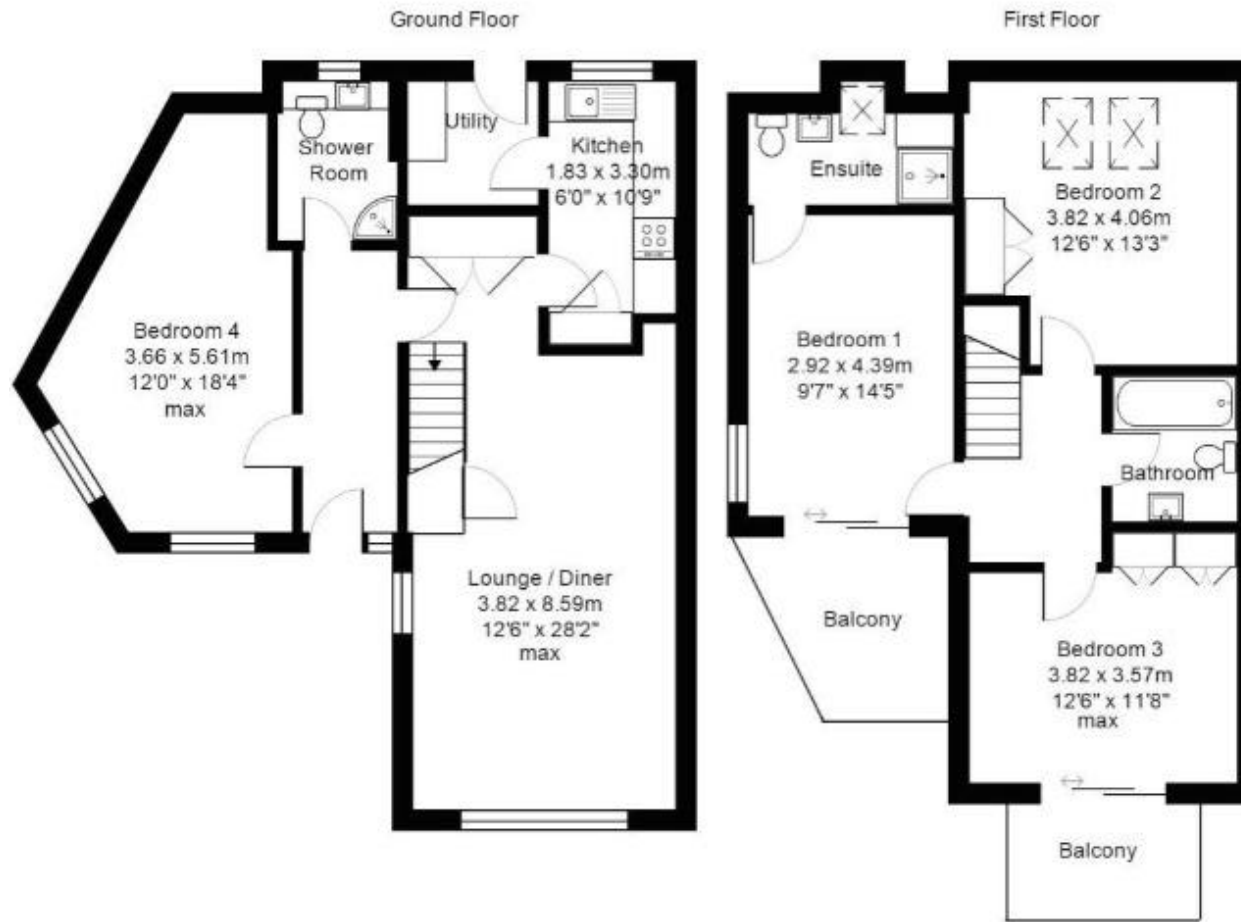 Ground Floor
Utility
Kitchen
1.83 x 3.30m
6'0" x 10'9"
Shower
Room
Bedroom 4
3.66 x 5.61m
12'0" x 18'4"
max
Lounge / Diner
3.82 x 8.59m
12'6" x 28'2"
max
First Floor
Ensuite
Bedroom 2
3.82 x 4.06m
12'6" x 13'3"
Bedroom 1
2.92 x 4.39m
9'7" x 14'5"
Bathroom
Balcony
Bedroom 3
3.82 x 3.57m
12'6" x 11'8"
max
Balcony